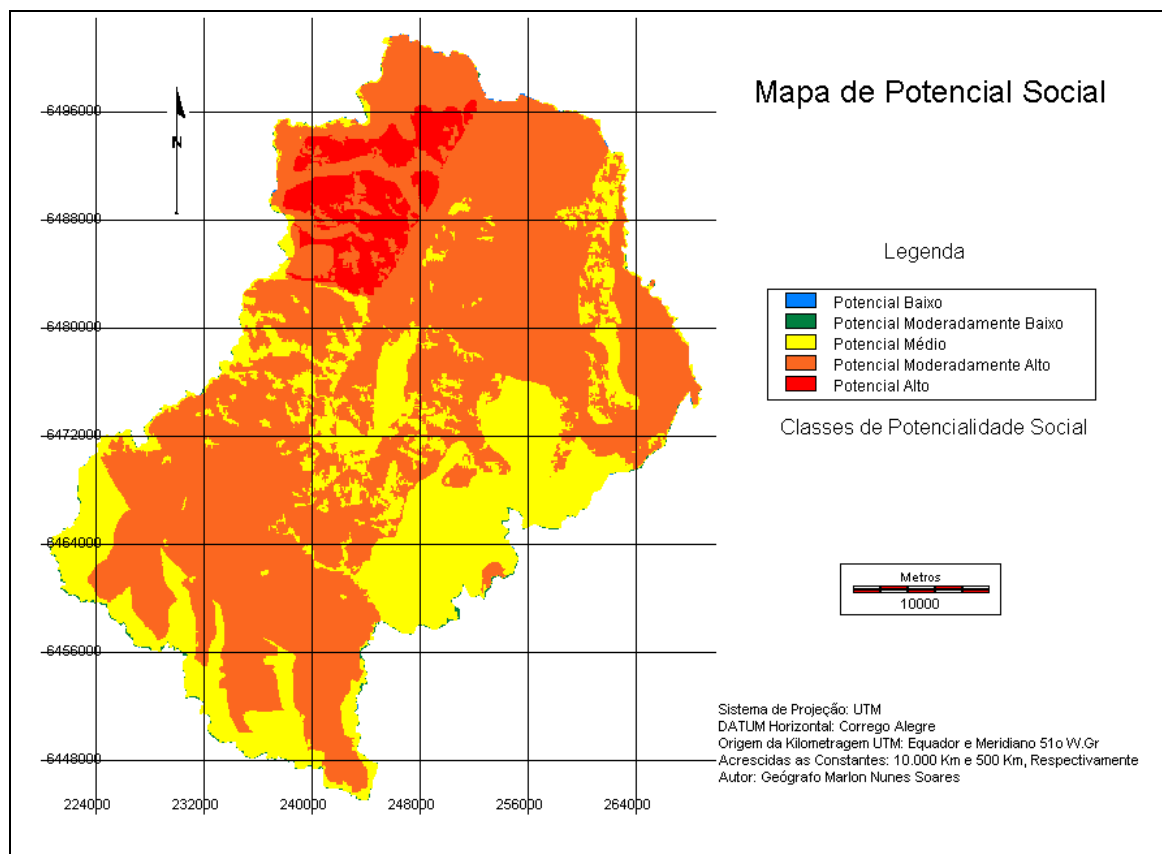 Mapa de Potencial Social
N
6496000
6488000
6480000
6472000
6464000
6456000
6448000
224000 232000 240000 248000 256000 264000
Legenda
Potencial Baixo
Potencial Moderadamente Baixo
Potencial Médio
Potencial Moderadamente Alto
Potencial Alto
Classes de Potencialidade Social
Metros
10000
Sistema de Projeção: UTM
DATUM Horizontal: Corrego Alegre
Origem da Kilometragem UTM: Equador e Meridiano 51o W.Gr
Acrescidas as Constantes: 10.000 Km e 500 Km, Respectivamente
Autor: Geógrafo Marlon Nunes Soares